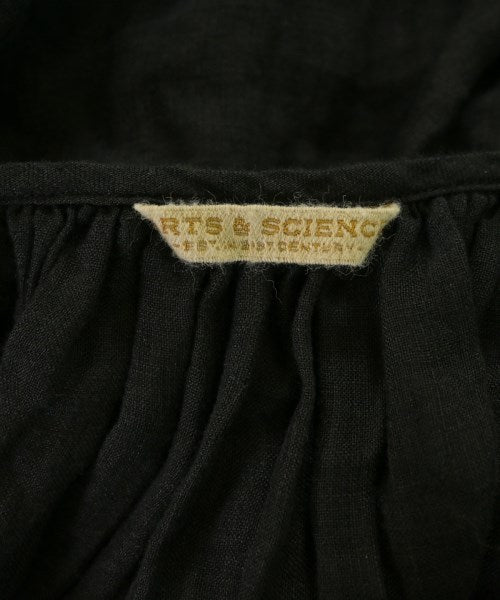 RTS & SCIENC
EST. IN 21ST CENTURY